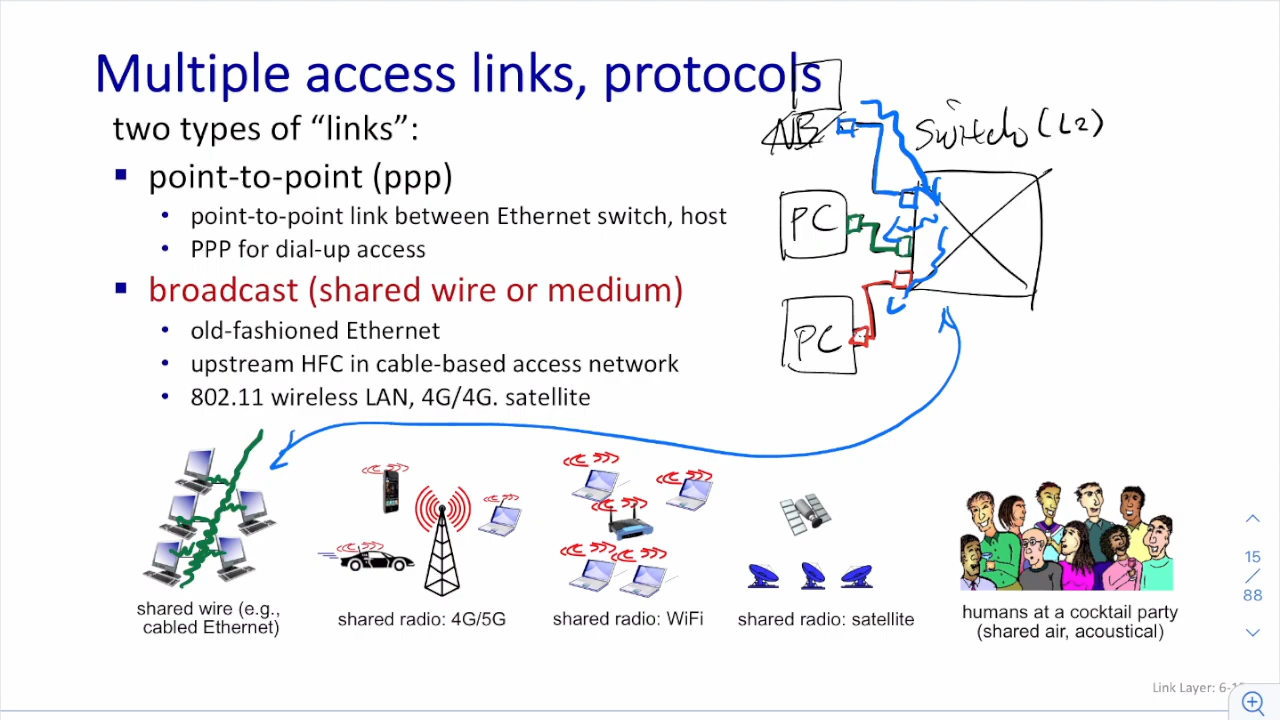 Multiple access links, protocols
two types of “links”:
▪ point-to-point (ppp)
• point-to-point link between Ethernet switch, host
• PPP for dial-up access
▪ broadcast (shared wire or medium)
• old-fashioned Ethernet
• upstream HFC in cable-based access network
• 802.11 wireless LAN, 4G/4G. satellite
NB
Switch (L2)
PC
PC
shared wire (e.g.,
cabled Ethernet)
shared radio: 4G/5G
shared radio: WiFi
shared radio: satellite
humans at a cocktail party
(shared air, acoustical)
15
/
88
Link Layer: 6-